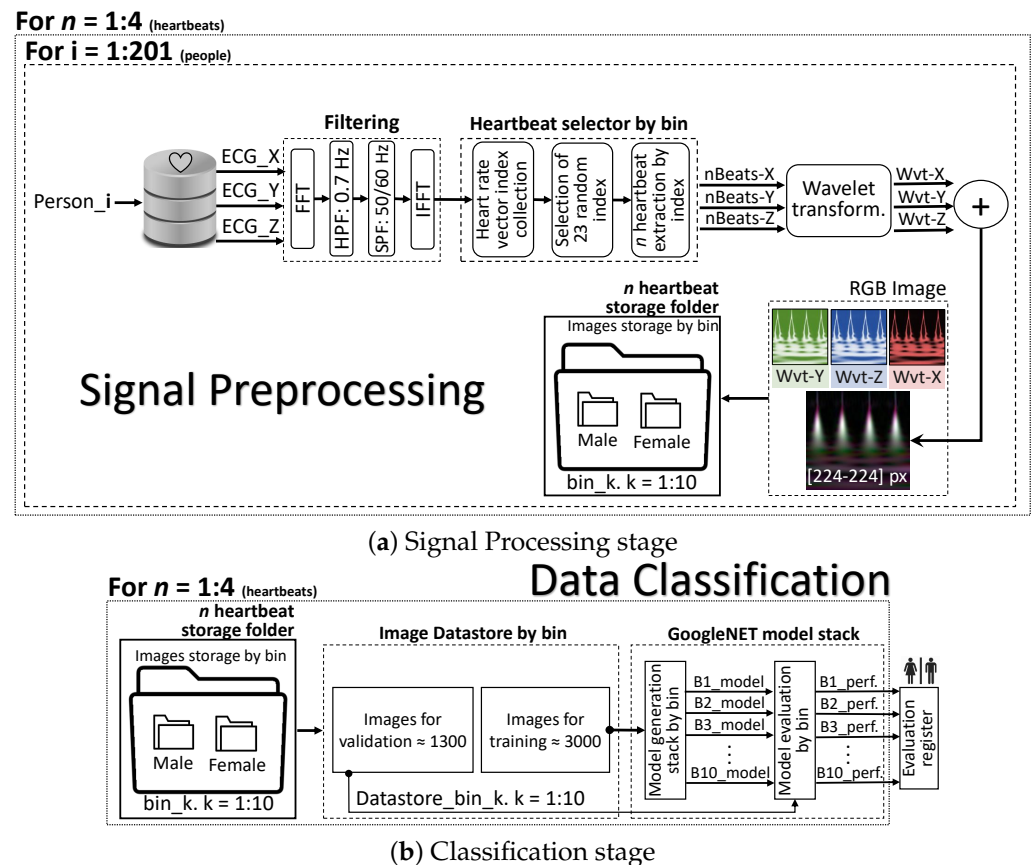 For n = 1:4 (heartbeats)
For i = 1:201 (people)
Filtering
Heartbeat selector by bin
Person_i
ECG_X
ECG_Y
ECG_Z
FFT
HPF: 0.7 Hz
SPF: 50/60 Hz
IFFT
Heart rate
vector index
collection
Selection of
23 random
index
n heartbeat
extraction by
index
nBeats-X
nBeats-Y
nBeats-Z
Wavelet
transform.
Wvt-X
Wvt-Y
Wvt-Z
+
RGB Image
Wvt-Y
Wvt-Z
Wvt-X
[224-224] px
n heartbeat
storage folder
Images storage by bin
Male
Female
bin_k. k = 1:10
Signal Preprocessing
(a) Signal Processing stage
Data Classification
For n = 1:4 (heartbeats)
n heartbeat
storage folder
Images storage by bin
Male
Female
bin_k. k = 1:10
Image Datastore by bin
Images for
validation ≈ 1300
Images for
training ≈ 3000
Datastore_bin_k. k = 1:10
GoogleNET model stack
Model generation
stack by bin
B1_model
B2_model
B3_model
⋮
B10_model
Model evaluation
by bin
B1_perf.
B2_perf.
B3_perf.
⋮
B10_perf.
Evaluation
register
(b) Classification stage